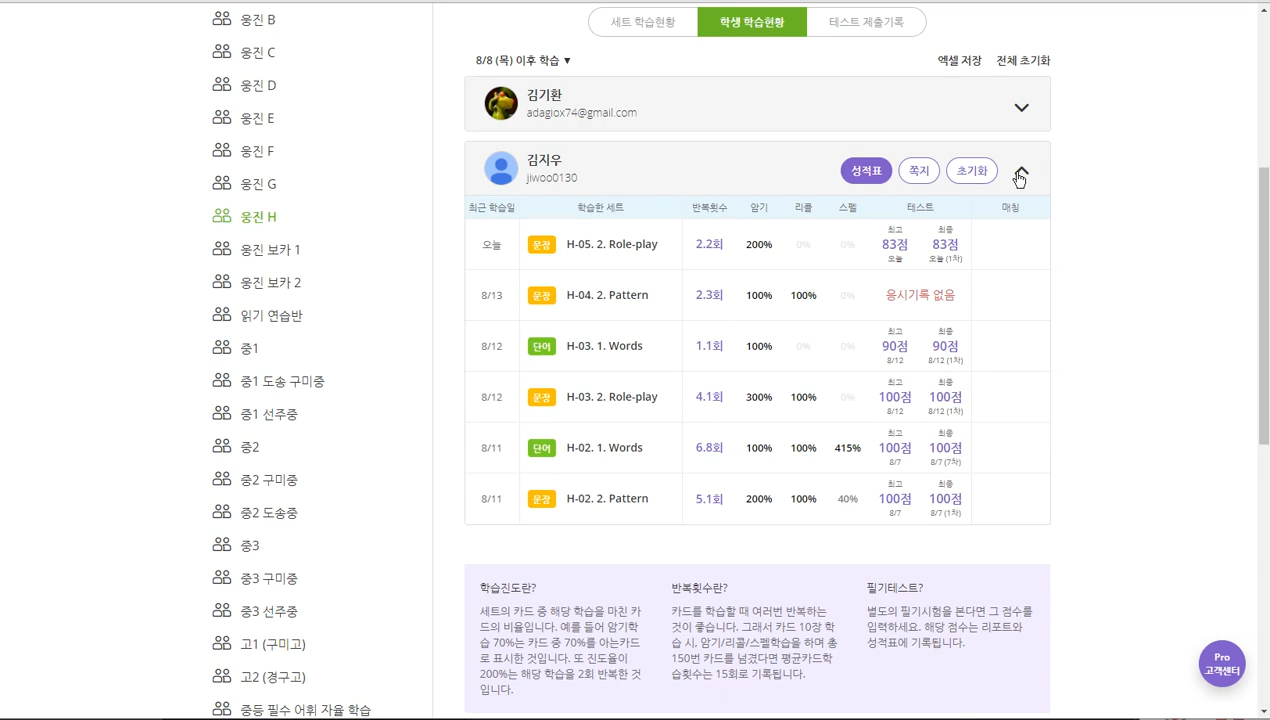 웅진 B
웅진 C
웅진 D
웅진 E
웅진 F
웅진 G
웅진 H
웅진 보카 1
웅진 보카 2
읽기 연습반
중1
중1 도송 구미중
중1 선주중
중2
중2 구미중
중2 도송중
중3
중3 구미중
중3 선주중
고1 (구미고)
고2 (경구고)
중등 필수 어휘 자율 학습
세트 학습현황 학생 학습현황 테스트 제출기록
8/8 (목) 이후 학습 ▼ 엑셀 저장 전체 초기화
김기환
adagiox74@gmail.com
김지우
jiwoo0130
성적표 쪽지 초기화
최근 학습일 학습한 세트 반복횟수 암기 리콜 스펠 테스트 매칭
최고 최종
오늘 문장 H-05. 2. Role-play 2.2회 200% 0% 0% 83점 83점
오늘 오늘 (1차)
8/13 문장 H-04. 2. Pattern 2.3회 100% 100% 0% 응시기록 없음
최고 최종
8/12 단어 H-03. 1. Words 1.1회 100% 0% 0% 90점 90점
8/12 8/12 (1차)
최고 최종
8/12 문장 H-03. 2. Role-play 4.1회 300% 100% 0% 100점 100점
8/12 8/12 (1차)
최고 최종
8/11 단어 H-02. 1. Words 6.8회 100% 100% 415% 100점 100점
8/7 8/7 (7차)
최고 최종
8/11 문장 H-02. 2. Pattern 5.1회 200% 100% 40% 100점 100점
8/7 8/7 (1차)
학습진도란?
세트의 카드 중 해당 학습을 마친 카
드의 비율입니다. 예를 들어 암기학
습 70%는 카드 중 70%를 아는카드
로 표시한 것입니다. 또 진도율이
200%는 해당 학습을 2회 반복한 것
입니다.
반복횟수란?
카드를 학습할 때 여러번 반복하는
것이 좋습니다. 그래서 카드 10장 학
습 시, 암기/리콜/스펠학습을 하며 총
150번 카드를 넘겼다면 평균카드학
습횟수는 15회로 기록됩니다.
필기테스트?
별도의 필기시험을 본다면 그 점수를
입력하세요. 해당 점수는 리포트와
성적표에 기록됩니다.
Pro
고객센터